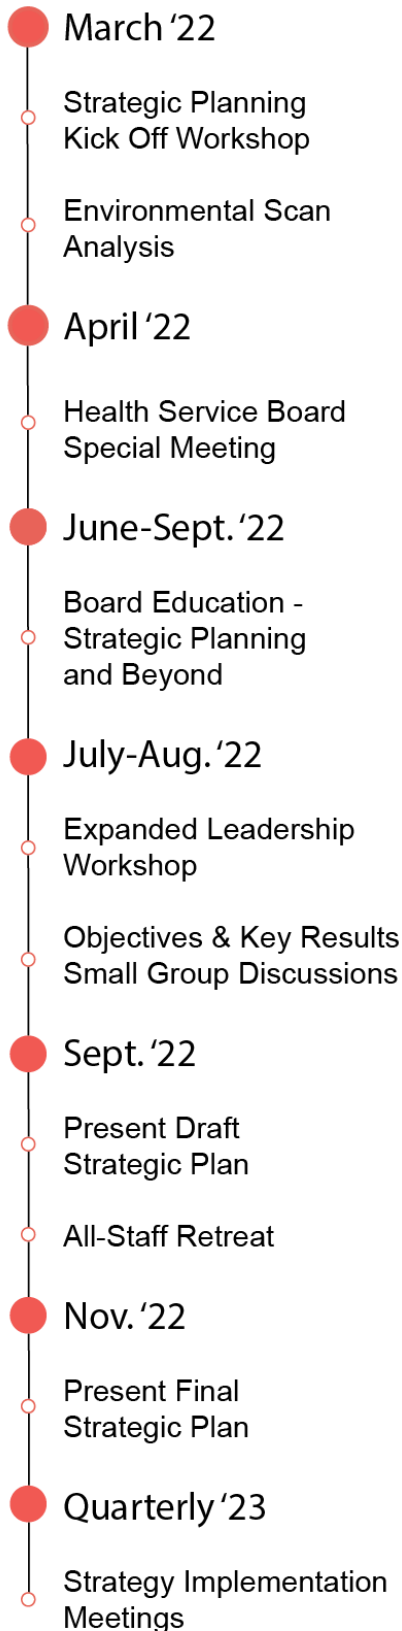 March ‘22
Strategic Planning
Kick Off Workshop
Environmental Scan
Analysis
April ‘22
Health Service Board
Special Meeting
June-Sept. ‘22
Board Education -
Strategic Planning
and Beyond
July-Aug. ‘22
Expanded Leadership
Workshop
Objectives & Key Results
Small Group Discussions
Sept. ‘22
Present Draft
Strategic Plan
All-Staff Retreat
Nov. ‘22
Present Final
Strategic Plan
Quarterly ‘23
Strategy Implementation
Meetings